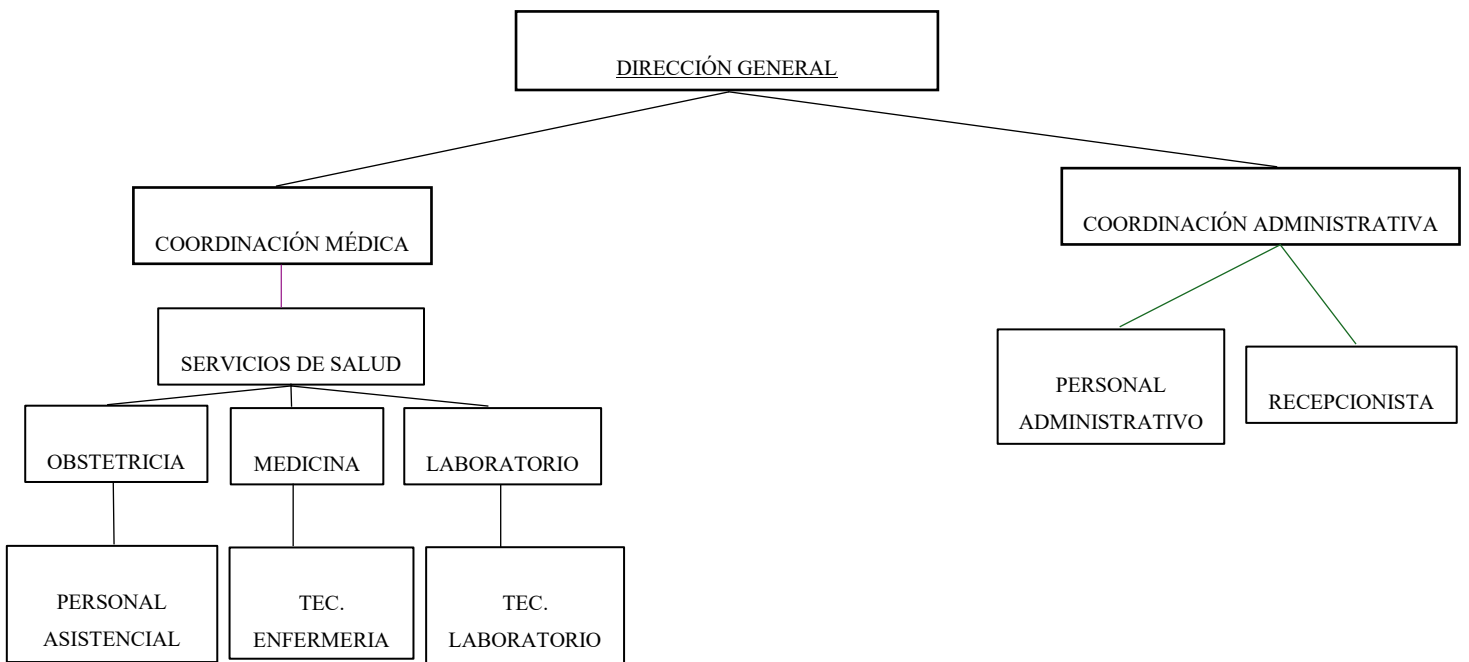 DIRECCIÓN GENERAL
COORDINACIÓN MÉDICA
COORDINACIÓN ADMINISTRATIVA
SERVICIOS DE SALUD
PERSONAL
ADMINISTRATIVO
RECEPCIONISTA
OBSTETRICIA
MEDICINA
LABORATORIO
PERSONAL
ASISTENCIAL
TEC.
ENFERMERIA
TEC.
LABORATORIO